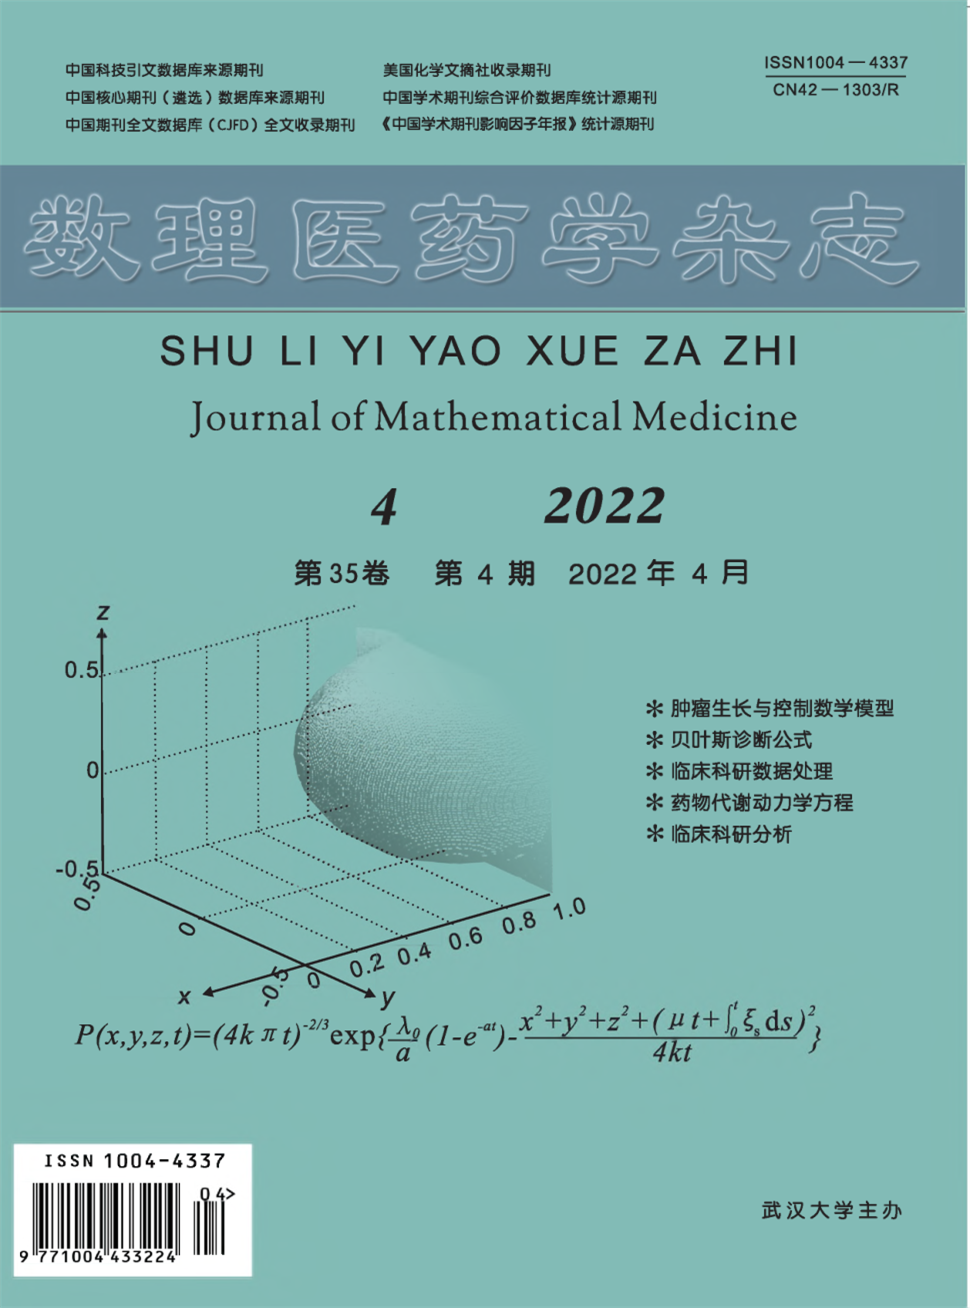 中国科技引文数据库来源期刊
中国核心期刊（遴选）数据库来源期刊
中国期刊全文数据库（CJFD）全文收录期刊
美国化学文摘社收录期刊
中国学术期刊综合评价数据库统计源期刊
《中国学术期刊影响因子年报》统计源期刊
ISSN1004—4337
CN42—1303/R
数理医药学杂志
SHU LI YI YAO XUE ZA ZHI
Journal of Mathematical Medicine
4 2022
第35卷 第 4 期 2022 年 4 月
z
0.5
0
-0.5
0.5
0
-0.5
0 0.2 0.4 0.6 0.8 1.0
x
y
＊肿瘤生长与控制数学模型
＊贝叶斯诊断公式
＊临床科研数据处理
＊药物代谢动力学方程
＊临床科研分析
P(x,y,z,t)=(4kπt)^-2/3 exp{λ₀/a (1-e^-at)-x²+y²+z²+(μt+∫₀ᵗξₛds)²/4kt}
ISSN 1004-4337
04>
9 771004 433224
武汉大学主办